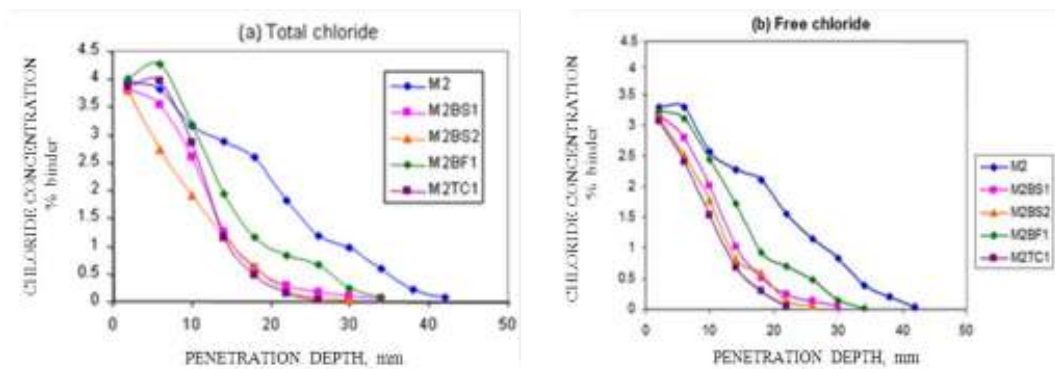 (a) Total chloride
CHLORIDE CONCENTRATION
% binder
4.5
4
3.5
3
2.5
2
1.5
1
0.5
0
0 10 20 30 40 50
PENETRATION DEPTH, mm
M2
M2BS1
M2BS2
M2BF1
M2TC1
(b) Free chloride
CHLORIDE CONCENTRATION
% binder
4.5
4
3.5
3
2.5
2
1.5
1
0.5
0
0 10 20 30 40 50
PENETRATION DEPTH, mm
M2
M2BS1
M2BS2
M2BF1
M2TC1